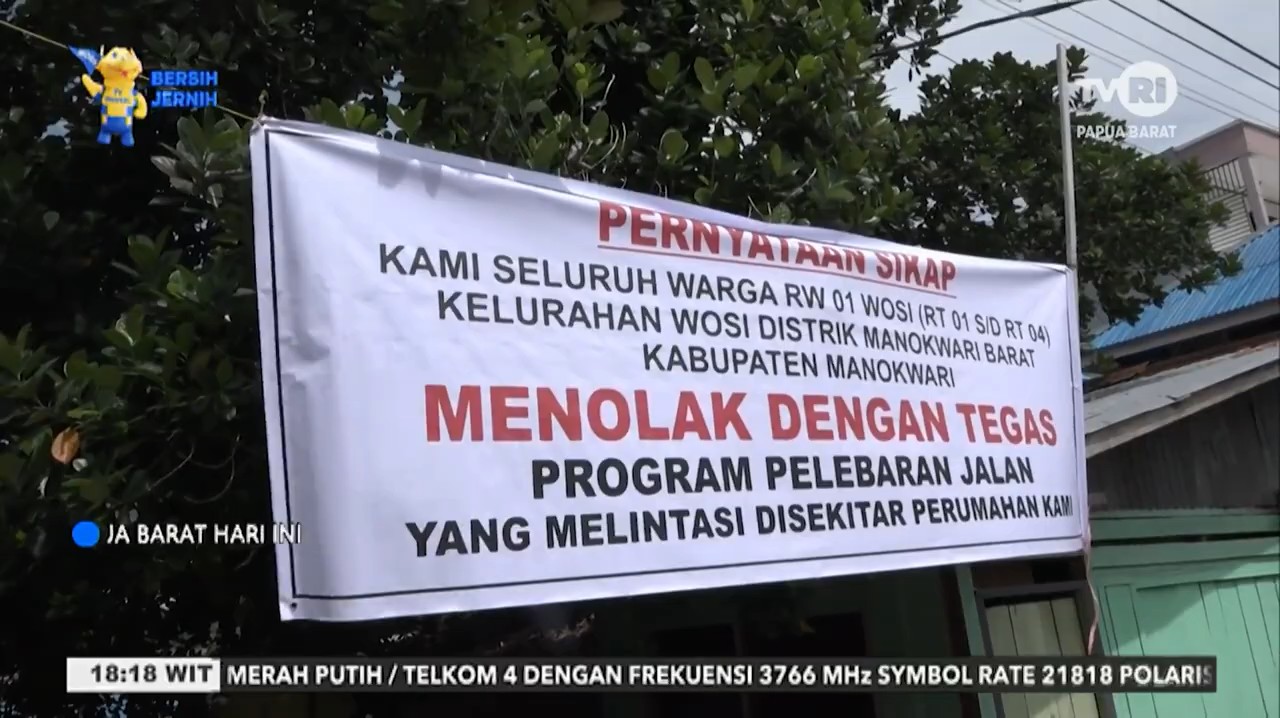 BERSIH
JERNIH
TVRI
PAPUA BARAT
PERNYATAAN SIKAP
KAMI SELURUH WARGA RW 01 WOSI (RT 01 S/D RT 04)
KELURAHAN WOSI DISTRIK MANOKWARI BARAT
KABUPATEN MANOKWARI
MENOLAK DENGAN TEGAS
PROGRAM PELEBARAN JALAN
YANG MELINTASI DISEKITAR PERUMAHAN KAMI
JA BARAT HARI INI
18:18 WIT
MERAH PUTIH / TELKOM 4 DENGAN FREKUENSI 3766 MHz SYMBOL RATE 21818 POLARIS